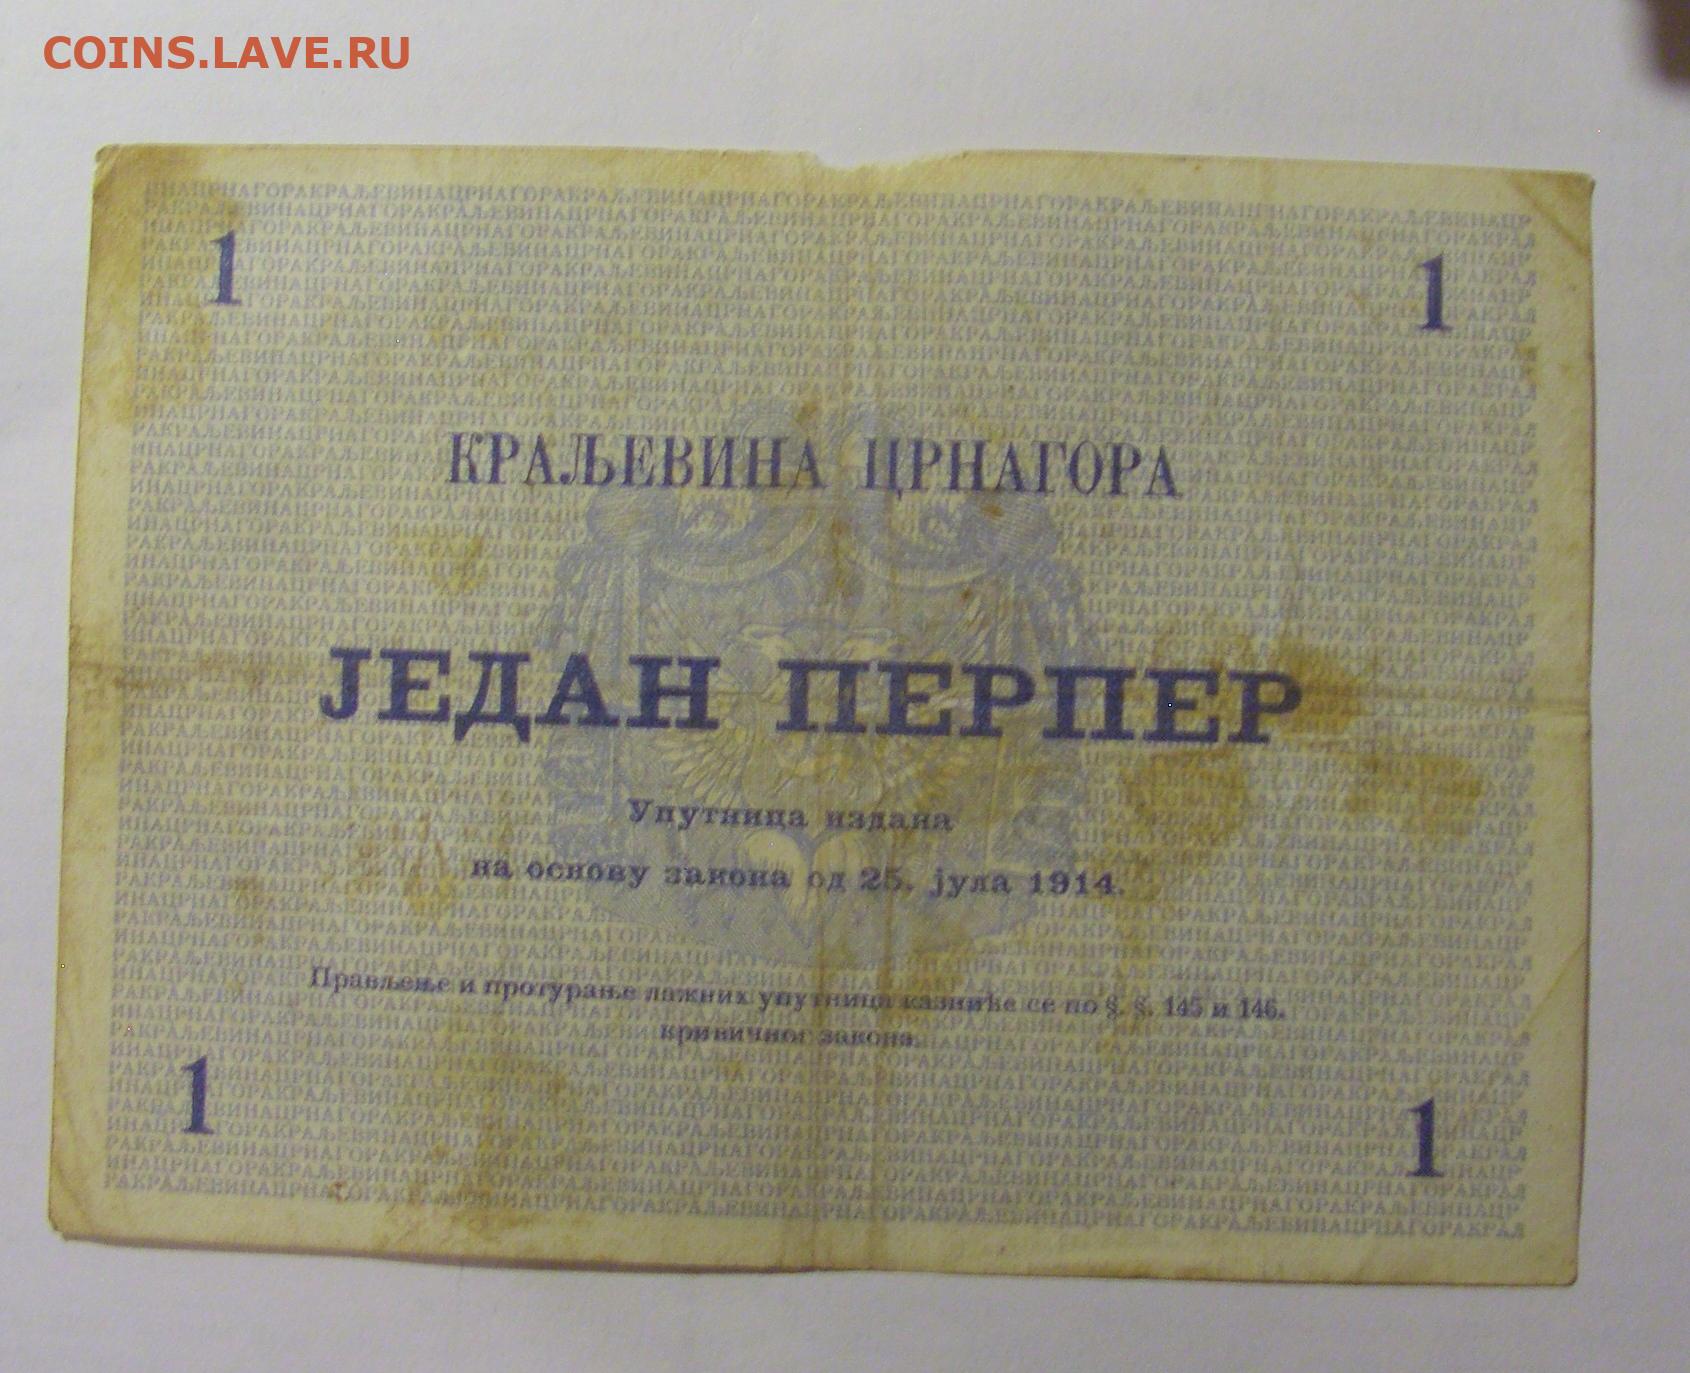 COINS.LAVE.RU
1 1
КРАЉЕВИНА ЦРНАГОРА
ЈЕДАН ПЕРПЕР
Упутница издана
на основу закона од 25. јула 1914.
Прављење и протурање лажних упутница казниће се по §. §. 145 и 146.
кривичног закона.
1 1